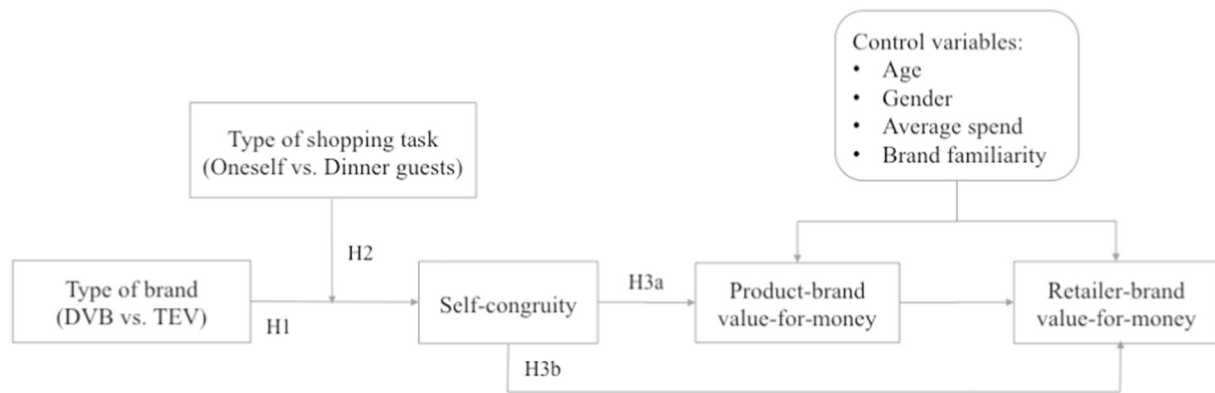 Control variables:
• Age
• Gender
• Average spend
• Brand familiarity
Type of shopping task
(Oneself vs. Dinner guests)
H2
Type of brand
(DVB vs. TEV)
H1
Self-congruity
H3a
Product-brand
value-for-money
Retailer-brand
value-for-money
H3b